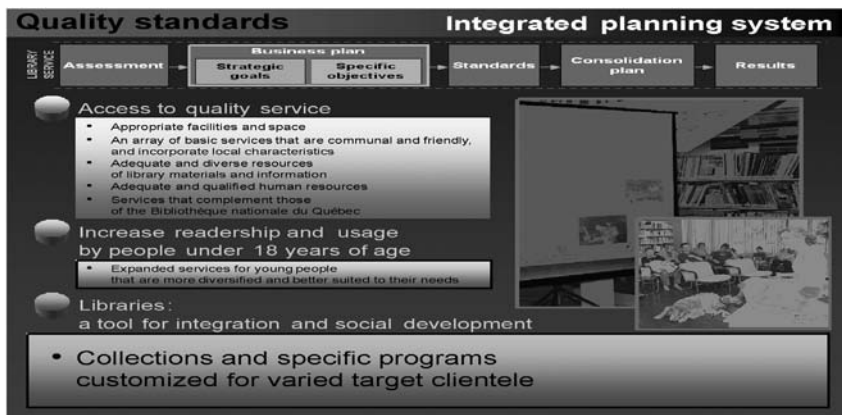 Quality standards Integrated planning system
LIBRARY SERVICE
Assessment
Business plan
Strategic goals
Specific objectives
Standards
Consolidation plan
Results
Access to quality service
• Appropriate facilities and space
• An array of basic services that are communal and friendly,
and incorporate local characteristics
• Adequate and diverse resources
of library materials and information
• Adequate and qualified human resources
• Services that complement those
of the Bibliothèque nationale du Québec
Increase readership and usage
by people under 18 years of age
• Expanded services for young people
that are more diversified and better suited to their needs
Libraries:
a tool for integration and social development
• Collections and specific programs
customized for varied target clientele